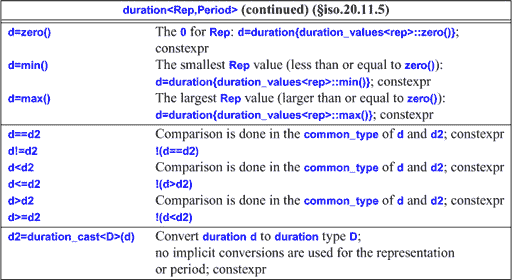 duration<Rep,Period> (continued) (§iso.20.11.5)
d=zero() The 0 for Rep: d=duration{duration_values<rep>::zero()};
constexpr
d=min() The smallest Rep value (less than or equal to zero()):
d=duration{duration_values<rep>::min()}; constexpr
d=max() The largest Rep value (larger than or equal to zero()):
d=duration{duration_values<rep>::max()}; constexpr
d==d2 Comparison is done in the common_type of d and d2; constexpr
d!=d2 !(d==d2)
d<d2 Comparison is done in the common_type of d and d2; constexpr
d<=d2 !(d>d2)
d>d2 Comparison is done in the common_type of d and d2; constexpr
d>=d2 !(d<d2)
d2=duration_cast<D>(d) Convert duration d to duration type D;
no implicit conversions are used for the representation
or period; constexpr